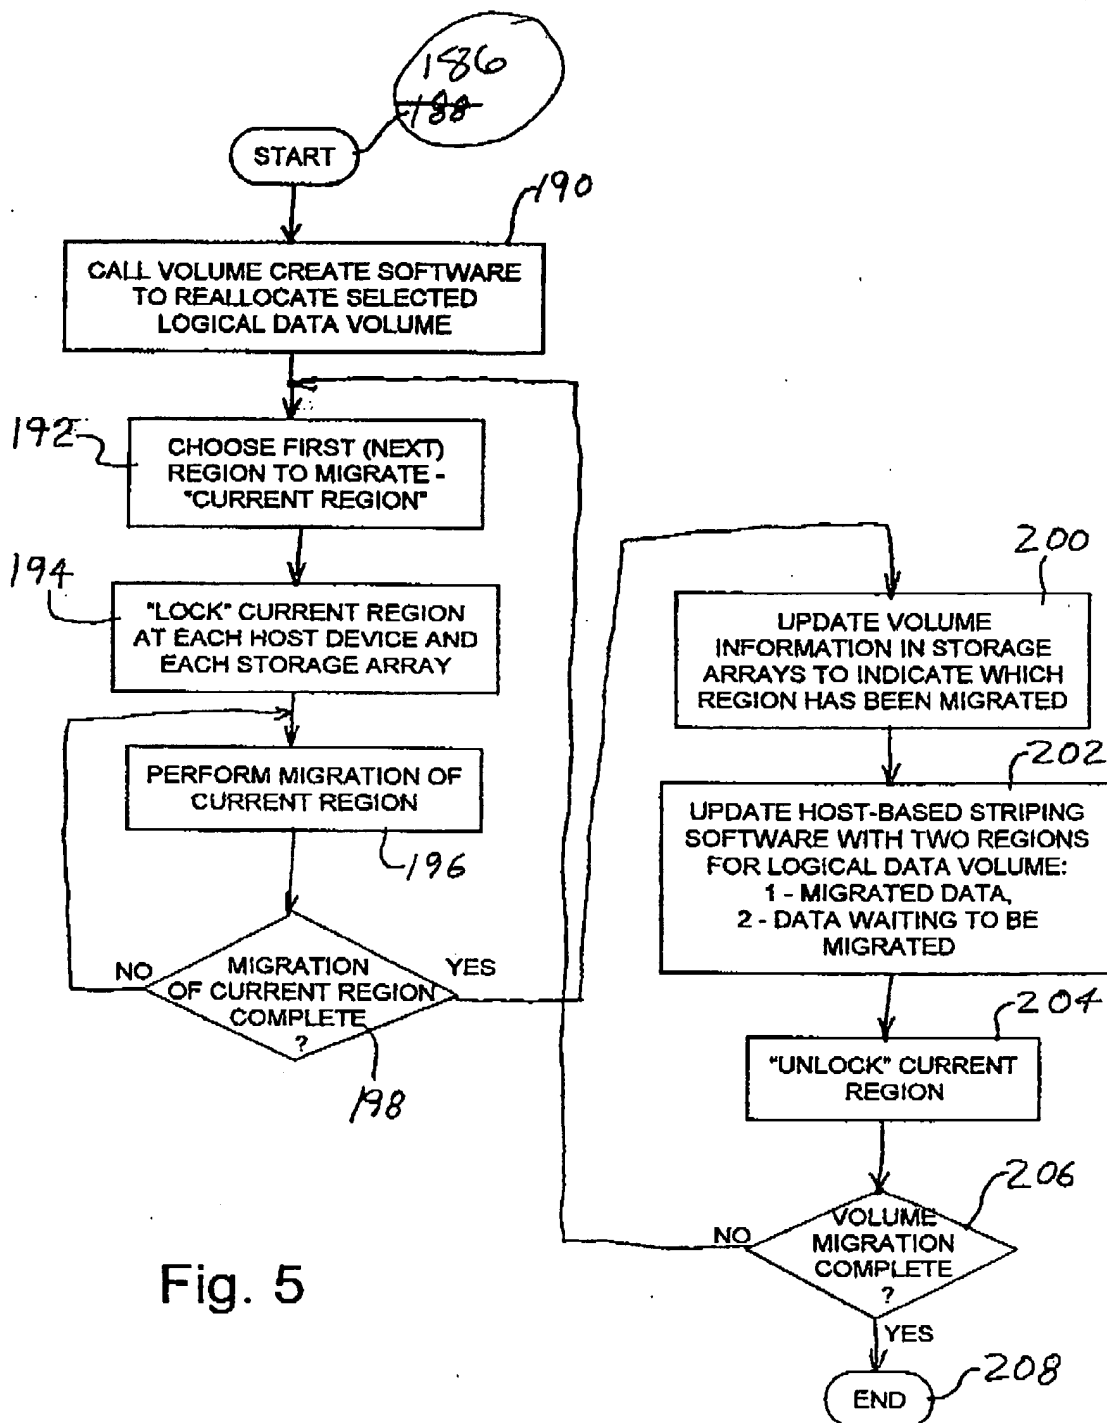 186
188
START
190
CALL VOLUME CREATE SOFTWARE
TO REALLOCATE SELECTED
LOGICAL DATA VOLUME
192
CHOOSE FIRST (NEXT)
REGION TO MIGRATE -
"CURRENT REGION"
194
"LOCK" CURRENT REGION
AT EACH HOST DEVICE AND
EACH STORAGE ARRAY
PERFORM MIGRATION OF
CURRENT REGION
196
NO
MIGRATION
OF CURRENT REGION
COMPLETE
?
YES
198
200
UPDATE VOLUME
INFORMATION IN STORAGE
ARRAYS TO INDICATE WHICH
REGION HAS BEEN MIGRATED
202
UPDATE HOST-BASED STRIPING
SOFTWARE WITH TWO REGIONS
FOR LOGICAL DATA VOLUME:
1 - MIGRATED DATA,
2 - DATA WAITING TO BE
MIGRATED
204
"UNLOCK" CURRENT
REGION
206
NO
VOLUME
MIGRATION
COMPLETE
?
YES
END
208
Fig. 5